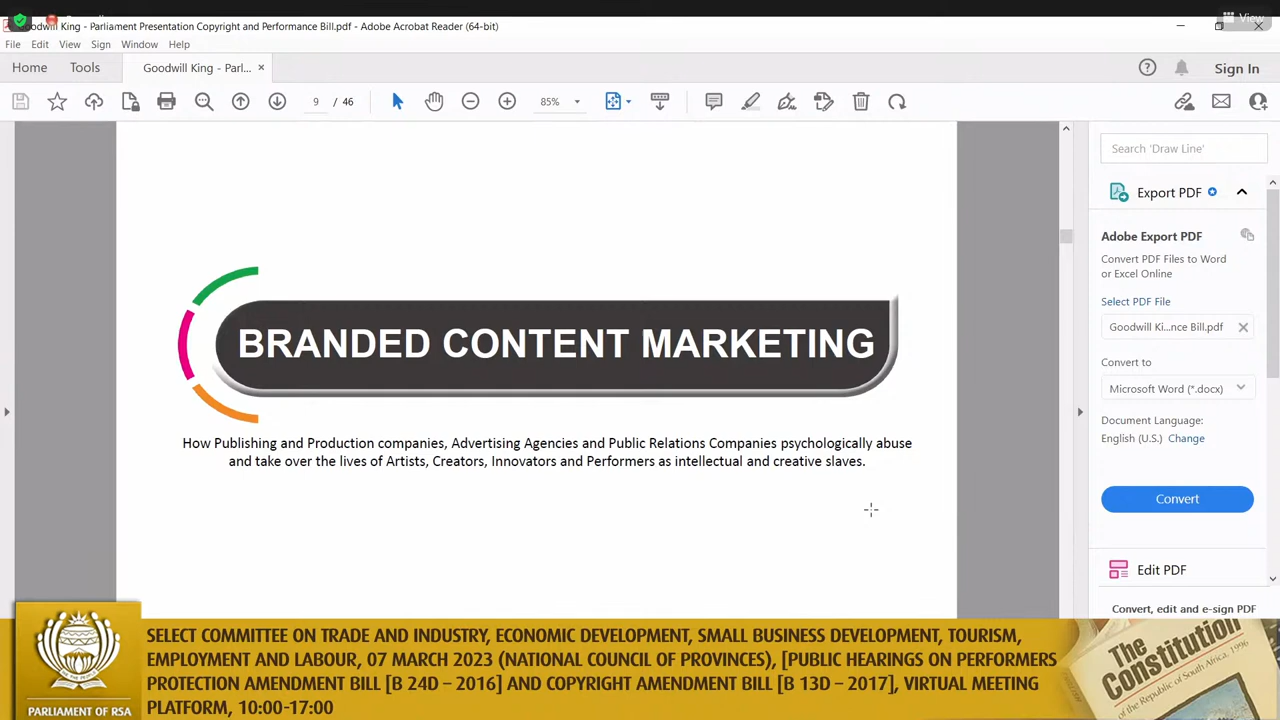 Goodwill King - Parliament Presentation Copyright and Performance Bill.pdf - Adobe Acrobat Reader (64-bit)
View
File Edit View Sign Window Help
Home Tools Goodwill King - Parl... × Sign In
9 / 46 85%
Search 'Draw Line'
Export PDF
Adobe Export PDF
Convert PDF Files to Word
or Excel Online
Select PDF File
Goodwill Ki...nce Bill.pdf
Convert to
Microsoft Word (*.docx)
Document Language:
English (U.S.) Change
Convert
Edit PDF
Convert, edit and e-sign PDF
BRANDED CONTENT MARKETING
How Publishing and Production companies, Advertising Agencies and Public Relations Companies psychologically abuse
and take over the lives of Artists, Creators, Innovators and Performers as intellectual and creative slaves.
SELECT COMMITTEE ON TRADE AND INDUSTRY, ECONOMIC DEVELOPMENT, SMALL BUSINESS DEVELOPMENT, TOURISM,
EMPLOYMENT AND LABOUR, 07 MARCH 2023 (NATIONAL COUNCIL OF PROVINCES), [PUBLIC HEARINGS ON PERFORMERS
PROTECTION AMENDMENT BILL [B 24D – 2016] AND COPYRIGHT AMENDMENT BILL [B 13D – 2017], VIRTUAL MEETING
PLATFORM, 10:00-17:00
PARLIAMENT OF RSA
The
Constitution
of the Republic of South Africa, 1996